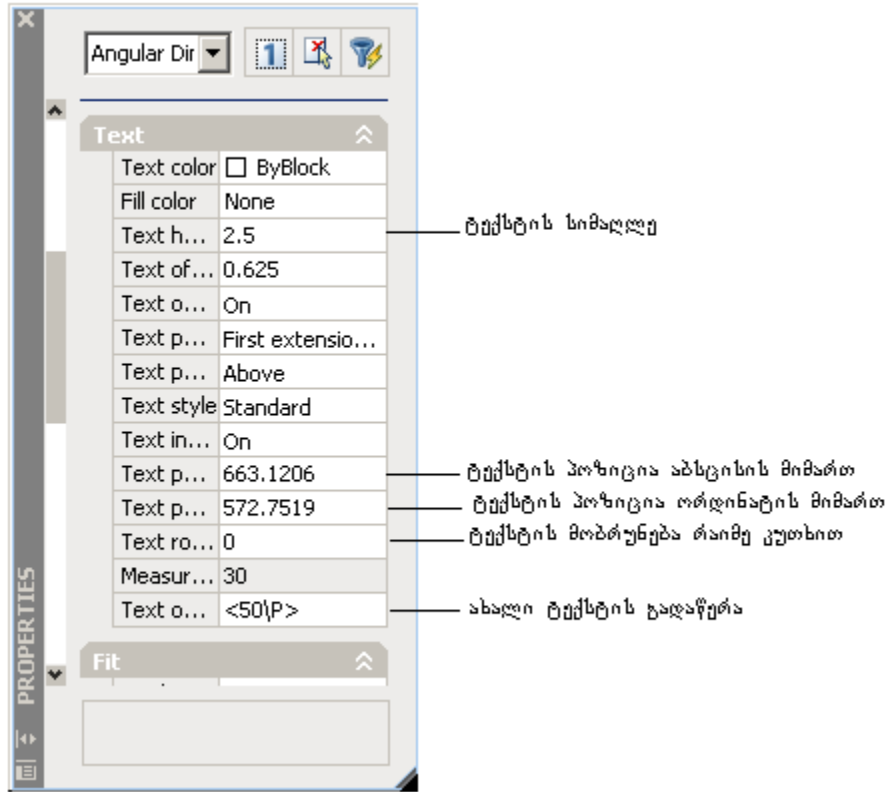 Angular Dir
1
Text
Text color ByBlock
Fill color None
Text h... 2.5 ტექსტის სიმაღლე
Text of... 0.625
Text o... On
Text p... First extensio...
Text p... Above
Text style Standard
Text in... On
Text p... 663.1206 ტექსტის პოზიცია აბსცისის მიმართ
Text p... 572.7519 ტექსტის პოზიცია ორდინატის მიმართ
Text ro... 0 ტექსტის მობრუნება რაიმე კუთხით
Measur... 30
Text o... <50\P> ახალი ტექსტის გადაწერა
Fit
PROPERTIES